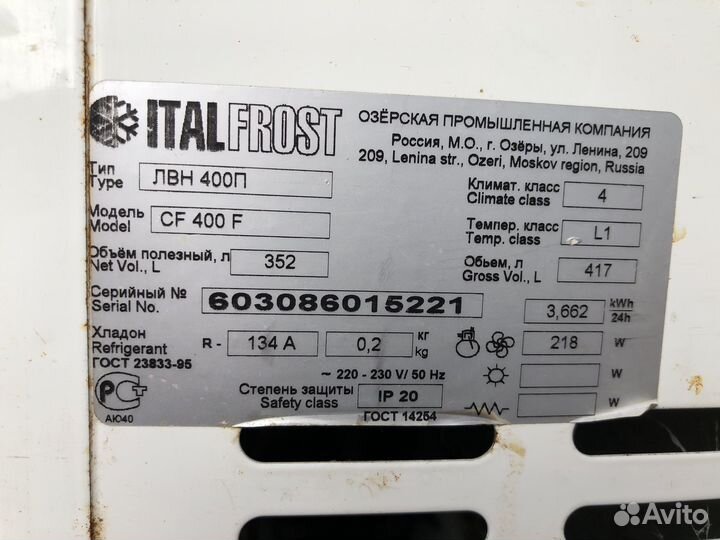 ITALFROST
ОЗЁРСКАЯ ПРОМЫШЛЕННАЯ КОМПАНИЯ
Россия, М.О., г. Озёры, ул. Ленина, 209
209, Lenina str., Ozeri, Moskov region, Russia
Тип ЛВН 400П
Type
Климат. класс 4
Climate class
Модель CF 400 F
Model
Темпер. класс L1
Temp. class
Объём полезный, л 352
Net Vol., L
Обьем, л 417
Gross Vol., L
Серийный № 603086015221
Serial No.
3,662 kWh
24h
Хладон R - 134 A 0,2 кг
Refrigerant kg
218 W
ГОСТ 23833-95
~ 220 - 230 V/ 50 Hz
W
Степень защиты IP 20
Safety class
W
ГОСТ 14254
РСТ
АЮ40
Avito